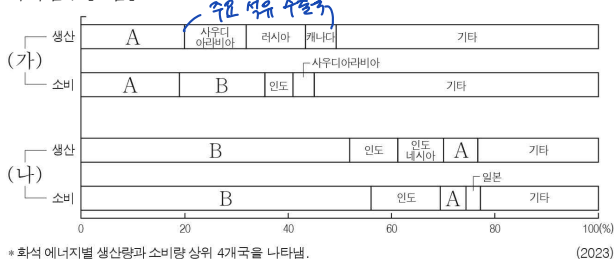 주요 석유 수출국
생산 A 사우디 아라비아 러시아 캐나다 기타
(가)
사우디아라비아
소비 A B 인도 기타
생산 B 인도 인도 네시아 A 기타
(나)
일본
소비 B 인도 A 기타
0 20 40 60 80 100(%)
*화석 에너지별 생산량과 소비량 상위 4개국을 나타냄. (2023)